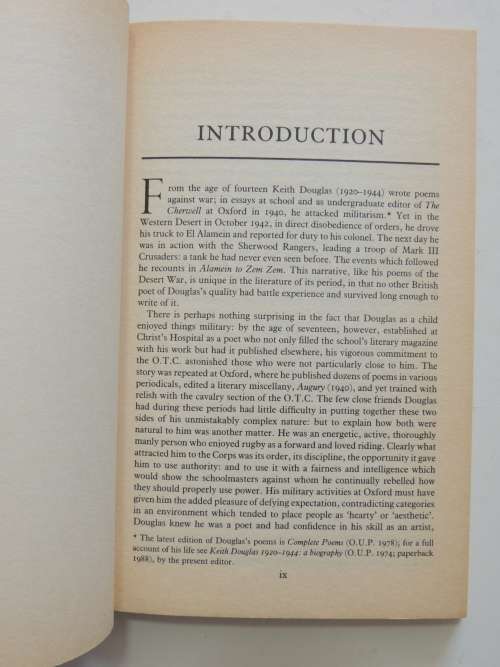 INTRODUCTION
From the age of fourteen Keith Douglas (1920–1944) wrote poems
against war; in essays at school and as undergraduate editor of The
Cherwell at Oxford in 1940, he attacked militarism.* Yet in the
Western Desert in October 1942, in direct disobedience of orders, he drove
his truck to El Alamein and reported for duty to his colonel. The next day he
was in action with the Sherwood Rangers, leading a troop of Mark III
Crusaders: a tank he had never even seen before. The events which followed
he recounts in Alamein to Zem Zem. This narrative, like his poems of the
Desert War, is unique in the literature of its period, in that no other British
poet of Douglas's quality had battle experience and survived long enough to
write of it.
There is perhaps nothing surprising in the fact that Douglas as a child
enjoyed things military: by the age of seventeen, however, established at
Christ's Hospital as a poet who not only filled the school's literary magazine
with his work but had it published elsewhere, his vigorous commitment to
the O.T.C. astonished those who were not particularly close to him. The
story was repeated at Oxford, where he published dozens of poems in various
periodicals, edited a literary miscellany, Augury (1940), and yet trained with
relish with the cavalry section of the O.T.C. The few close friends Douglas
had during these periods had little difficulty in putting together these two
sides of his unmistakably complex nature: but to explain how both were
natural to him was another matter. He was an energetic, active, thoroughly
manly person who enjoyed rugby as a forward and loved riding. Clearly what
attracted him to the Corps was its order, its discipline, the opportunity it gave
him to use authority: and to use it with a fairness and intelligence which
would show the schoolmasters against whom he continually rebelled how
they should properly use power. His military activities at Oxford must have
given him the added pleasure of defying expectation, contradicting categories
in an environment which tended to place people as 'hearty' or 'aesthetic'.
Douglas knew he was a poet and had confidence in his skill as an artist,
* The latest edition of Douglas's poems is Complete Poems (O.U.P. 1978); for a full
account of his life see Keith Douglas 1920–1944: a biography (O.U.P. 1974; paperback
1988), by the present editor.
ix